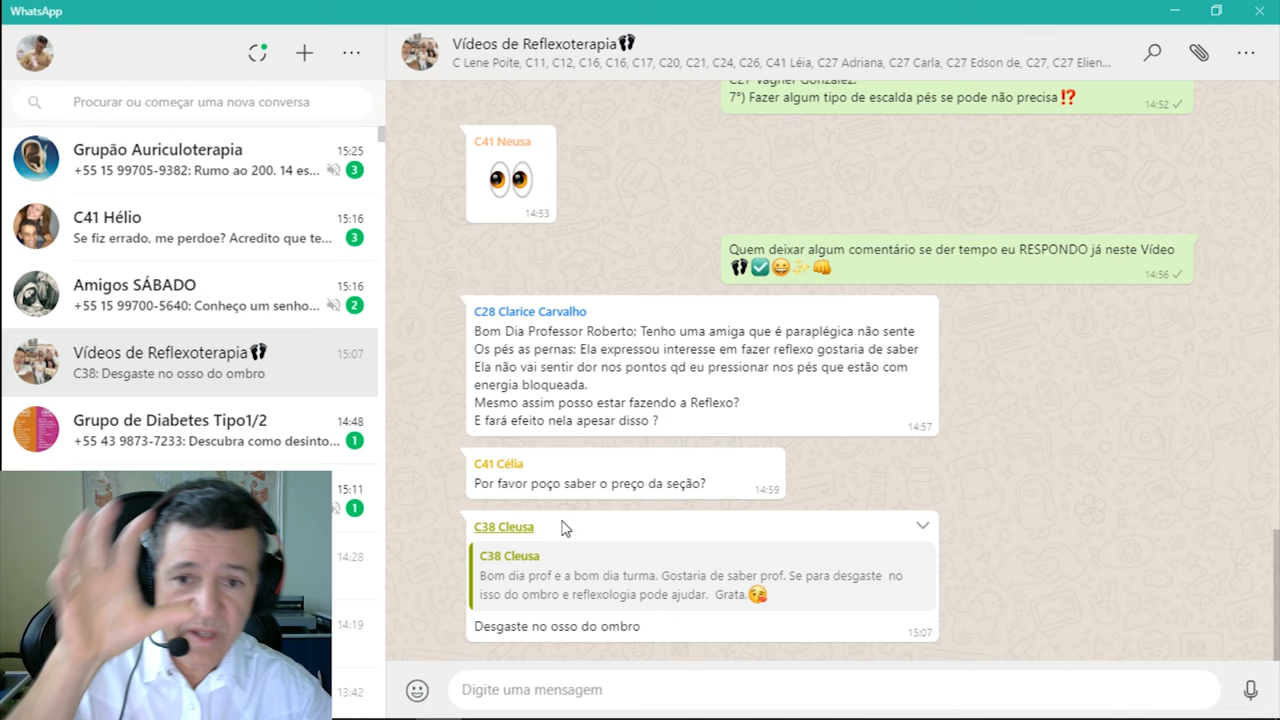 WhatsApp
Procurar ou começar uma nova conversa
Grupão Auriculoterapia
15:25
+55 15 99705-9382: Rumo ao 200. 14 es...
3
C41 Hélio
15:16
Se fiz errado, me perdoe? Acredito que te...
3
Amigos SÁBADO
15:16
+55 15 99700-5640: Conheço um senho...
2
Vídeos de Reflexoterapia👣
15:07
C38: Desgaste no osso do ombro
Grupo de Diabetes Tipo1/2
14:48
+55 43 9873-7233: Descubra como desinto...
1
15:11
1
14:28
14:19
13:42
Vídeos de Reflexoterapia👣
C Lene Poite, C11, C12, C16, C16, C17, C20, C21, C24, C26, C41 Léia, C27 Adriana, C27 Carla, C27 Edson de, C27, C27 Elien...
C27 Vagner Gonzalez.
7°) Fazer algum tipo de escalda pés se pode não precisa⁉️
14:52
C41 Neusa
👀
14:53
Quem deixar algum comentário se der tempo eu RESPONDO já neste Vídeo
👣☑️😀✨👊
14:56
C28 Clarice Carvalho
Bom Dia Professor Roberto; Tenho uma amiga que é paraplégica não sente
Os pés as pernas; Ela expressou interesse em fazer reflexo gostaria de saber
Ela não vai sentir dor nos pontos qd eu pressionar nos pés que estão com
energia bloqueada.
Mesmo assim posso estar fazendo a Reflexo?
E fará efeito nela apesar disso ?
14:57
C41 Célia
Por favor poço saber o preço da seção?
14:59
C38 Cleusa
C38 Cleusa
Bom dia prof e a bom dia turma. Gostaria de saber prof. Se para desgaste no
isso do ombro e reflexologia pode ajudar. Grata.😘
Desgaste no osso do ombro
15:07
Digite uma mensagem